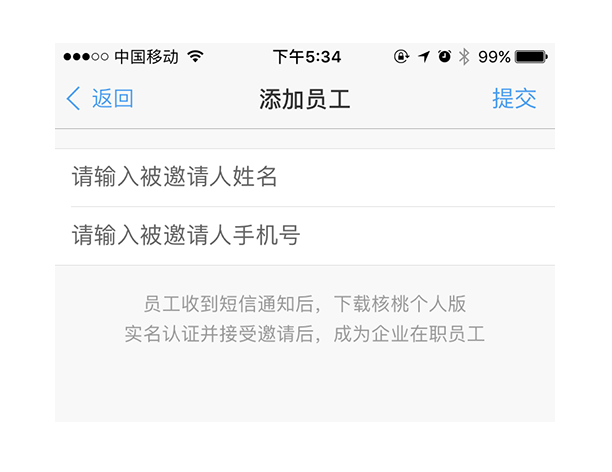 中国移动 下午5:34 99%
返回 添加员工 提交
请输入被邀请人姓名
请输入被邀请人手机号
员工收到短信通知后，下载核桃个人版
实名认证并接受邀请后，成为企业在职员工